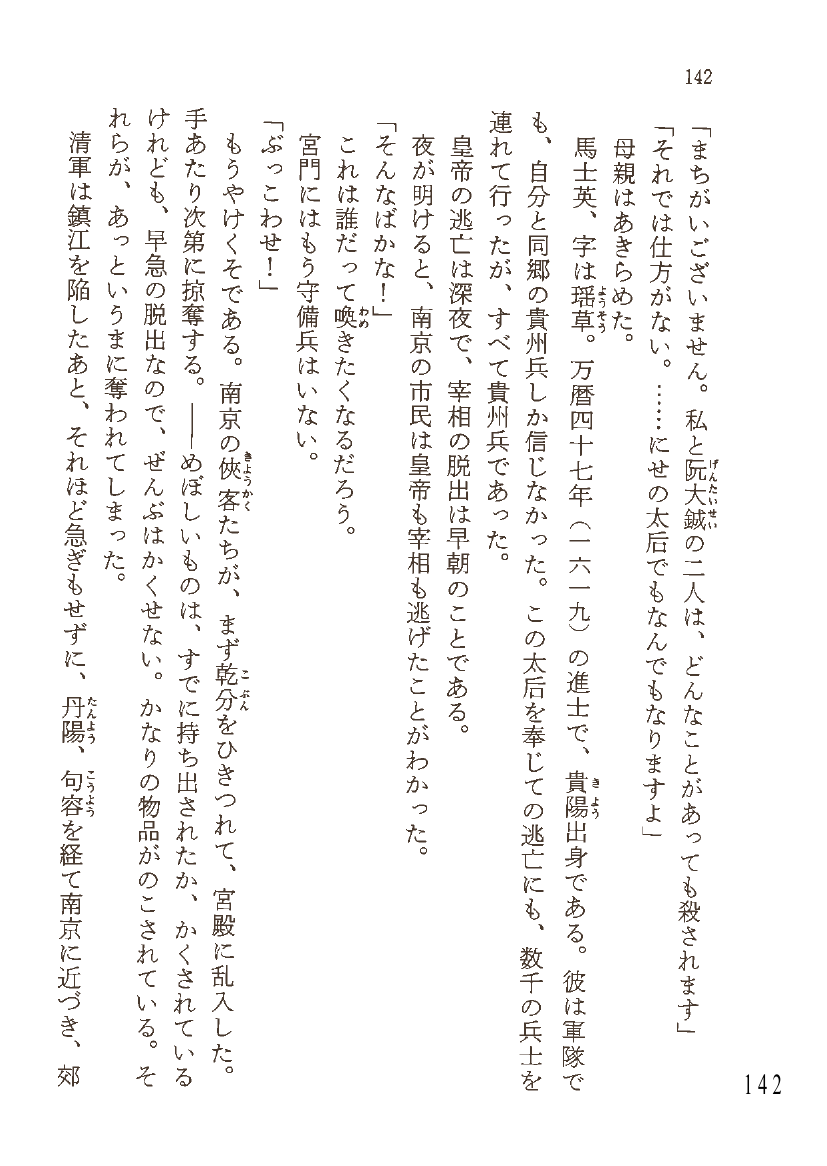 142
「まちがいございません。私と阮大鋮の二人は、どんなことがあっても殺されます」
「それでは仕方がない。……にせの太后でもなんでもなりますよ」
母親はあきらめた。
馬士英、字は瑶草。万暦四十七年（一六一九）の進士で、貴陽出身である。彼は軍隊で
も、自分と同郷の貴州兵しか信じなかった。この太后を奉じての逃亡にも、数千の兵士を
連れて行ったが、すべて貴州兵であった。
皇帝の逃亡は深夜で、宰相の脱出は早朝のことである。
夜が明けると、南京の市民は皇帝も宰相も逃げたことがわかった。
「そんなばかな！」
これは誰だって喚きたくなるだろう。
宮門にはもう守備兵はいない。
「ぶっこわせ！」
もうやけくそである。南京の俠客たちが、まず乾分をひきつれて、宮殿に乱入した。
手あたり次第に掠奪する。――めぼしいものは、すでに持ち出されたか、かくされている
けれども、早急の脱出なので、ぜんぶはかくせない。かなりの物品がのこされている。そ
れらが、あっというまに奪われてしまった。
清軍は鎮江を陥したあと、それほど急ぎもせずに、丹陽、句容を経て南京に近づき、郊
142